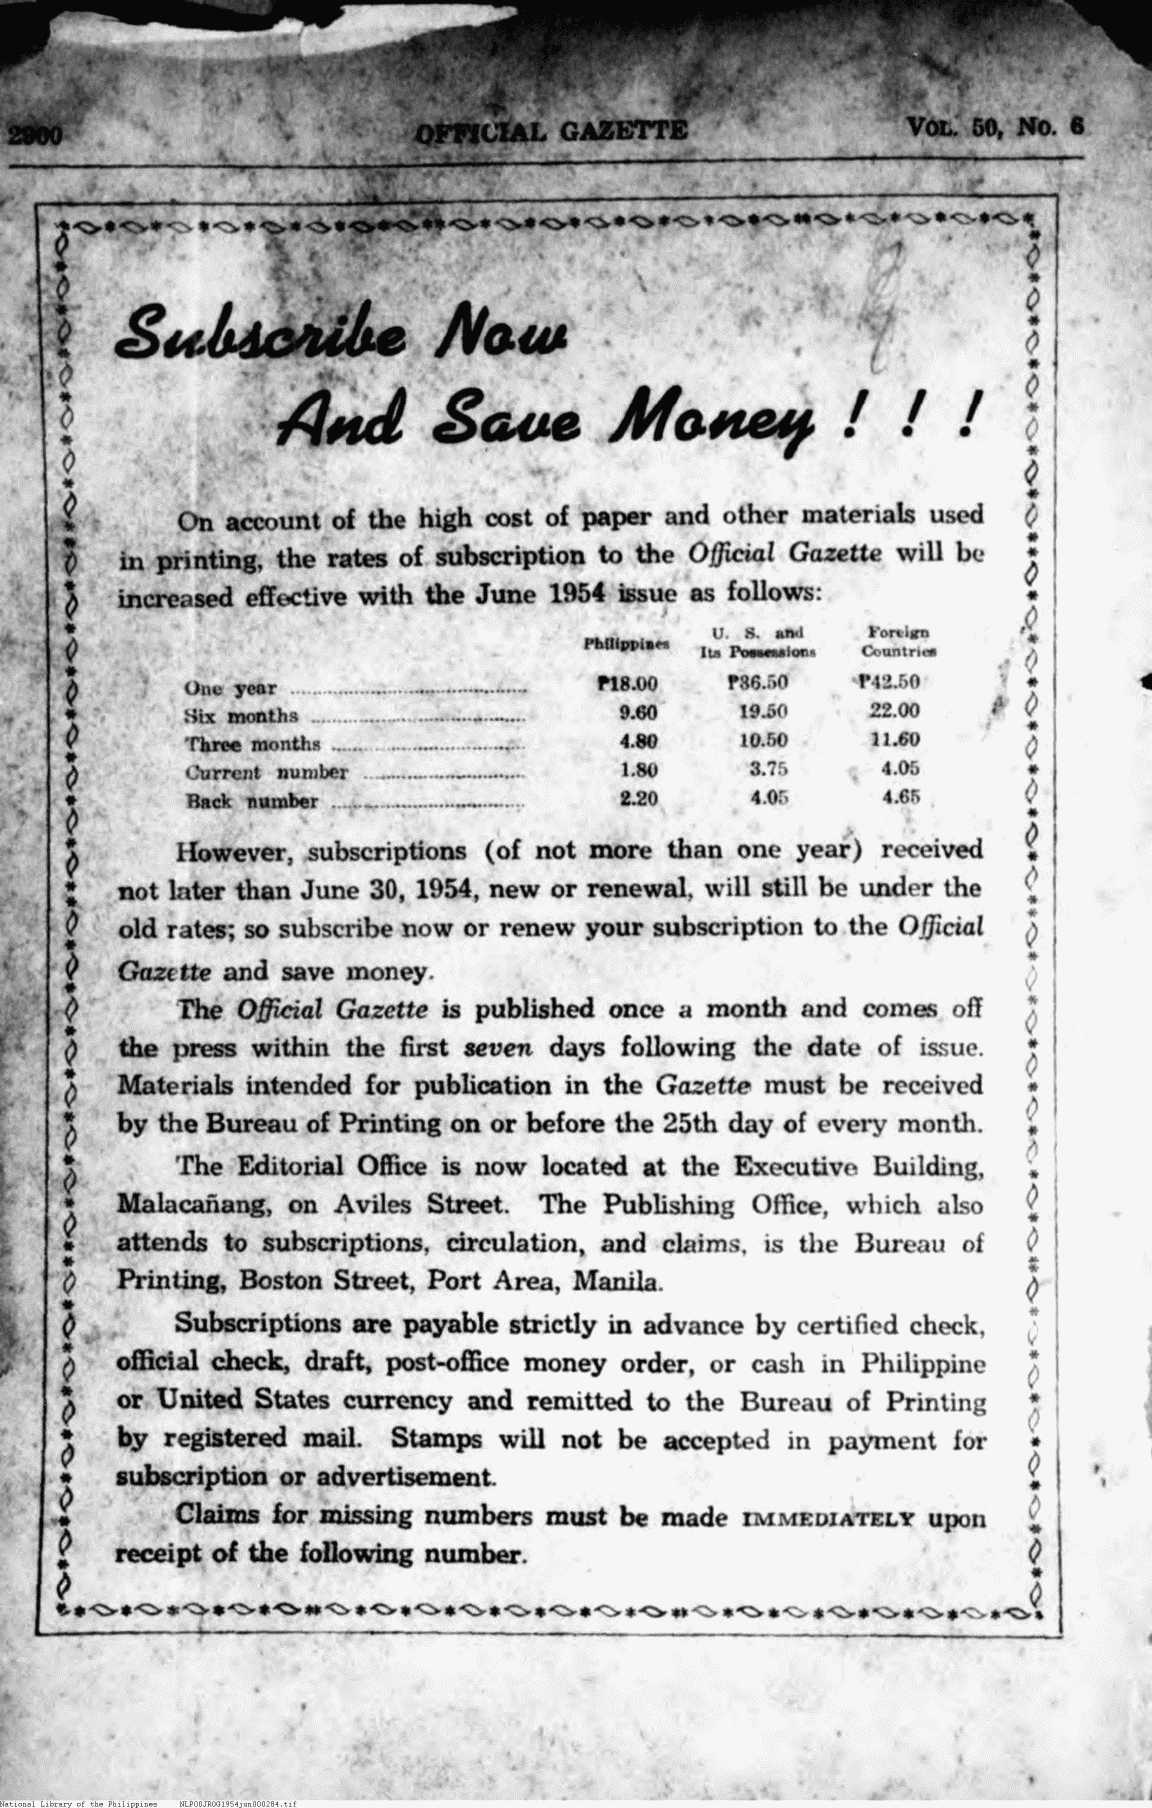 2900 OFFICIAL GAZETTE VOL. 50, NO. 6
Subscribe Now
And Save Money ! ! !
On account of the high cost of paper and other materials used
in printing, the rates of subscription to the Official Gazette will be
increased effective with the June 1954 issue as follows:
Philippines U. S. and Its Possessions Foreign Countries
One year ₱18.00 ₱36.50 ₱42.50
Six months 9.60 19.50 22.00
Three months 4.80 10.50 11.60
Current number 1.80 3.75 4.05
Back number 2.20 4.05 4.65
However, subscriptions (of not more than one year) received
not later than June 30, 1954, new or renewal, will still be under the
old rates; so subscribe now or renew your subscription to the Official
Gazette and save money.
The Official Gazette is published once a month and comes off
the press within the first seven days following the date of issue.
Materials intended for publication in the Gazette must be received
by the Bureau of Printing on or before the 25th day of every month.
The Editorial Office is now located at the Executive Building,
Malacañang, on Aviles Street. The Publishing Office, which also
attends to subscriptions, circulation, and claims, is the Bureau of
Printing, Boston Street, Port Area, Manila.
Subscriptions are payable strictly in advance by certified check,
official check, draft, post-office money order, or cash in Philippine
or United States currency and remitted to the Bureau of Printing
by registered mail. Stamps will not be accepted in payment for
subscription or advertisement.
Claims for missing numbers must be made IMMEDIATELY upon
receipt of the following number.
National Library of the Philippines NLPOBJROG1954jun000284.tif